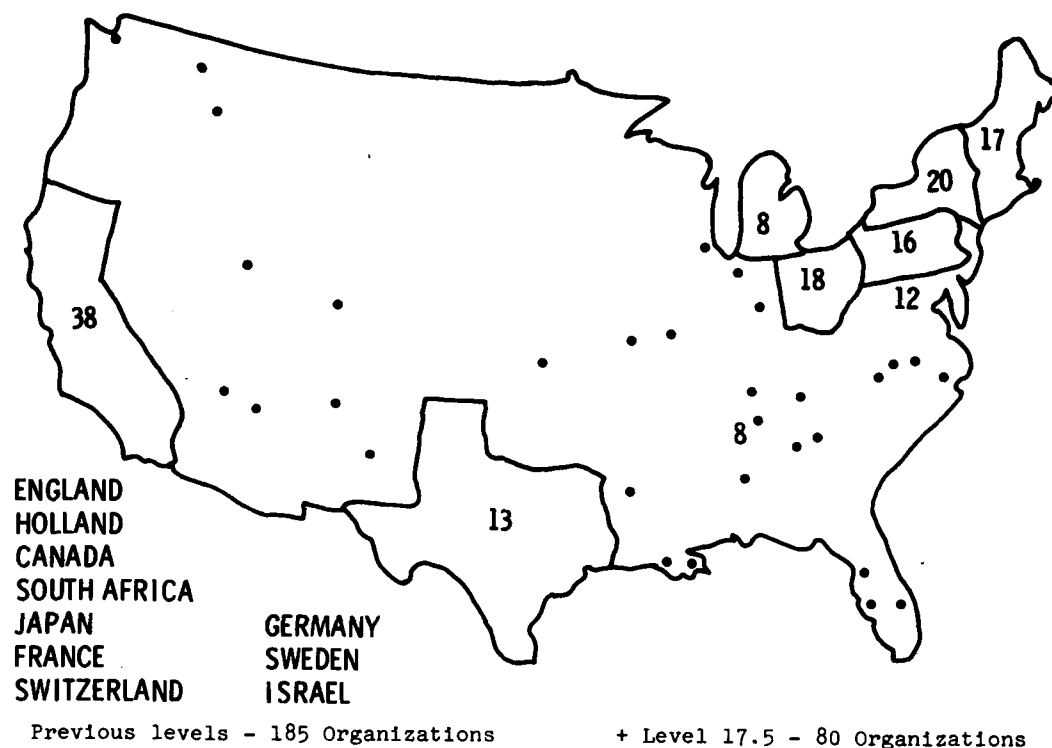 17
20
8
16
18
12
38
8
13
ENGLAND
HOLLAND
CANADA
SOUTH AFRICA
JAPAN
FRANCE
SWITZERLAND
GERMANY
SWEDEN
ISRAEL
Previous levels - 185 Organizations
+ Level 17.5 - 80 Organizations